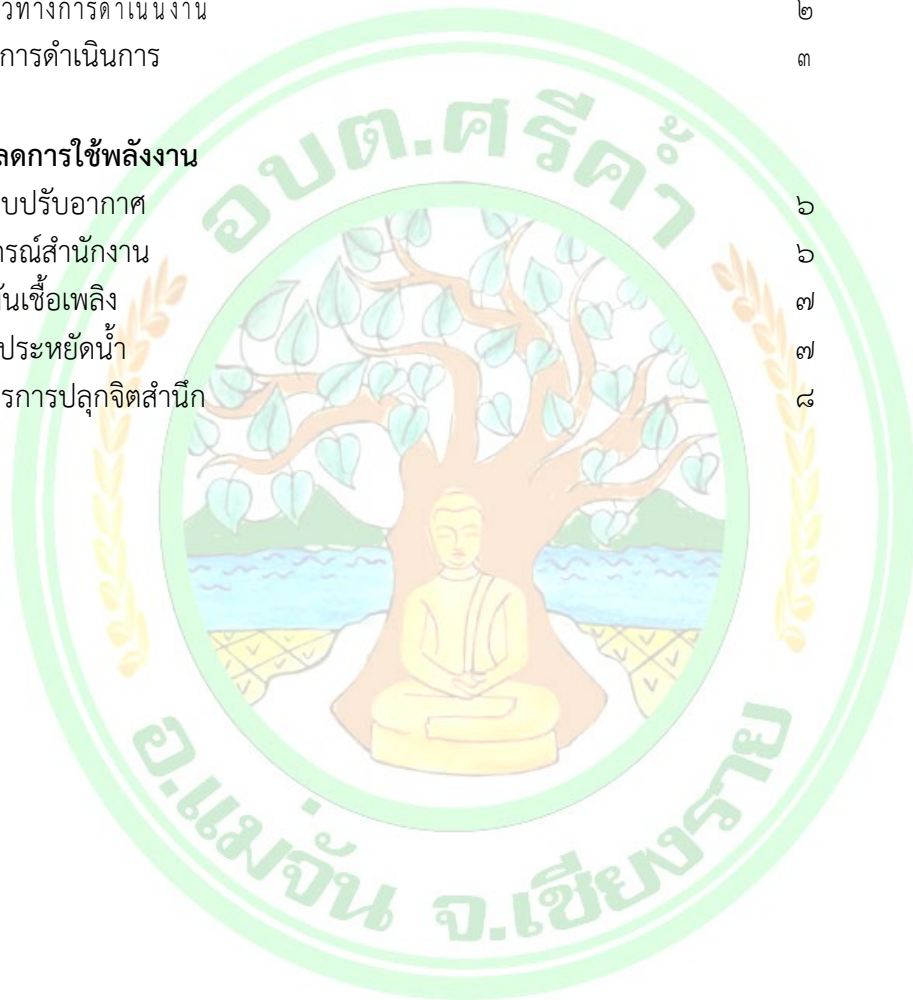 วทางการดำเนินงาน ๒
การดำเนินการ ๓
ลดการใช้พลังงาน
บปรับอากาศ ๖
กรณ์สำนักงาน ๖
ันเชื้อเพลิง ๗
ประหยัดน้ำ ๗
รการปลุกจิตสำนึก ๘
อบต.ศรีค้ำ
อ.แม่จัน จ.เชียงราย